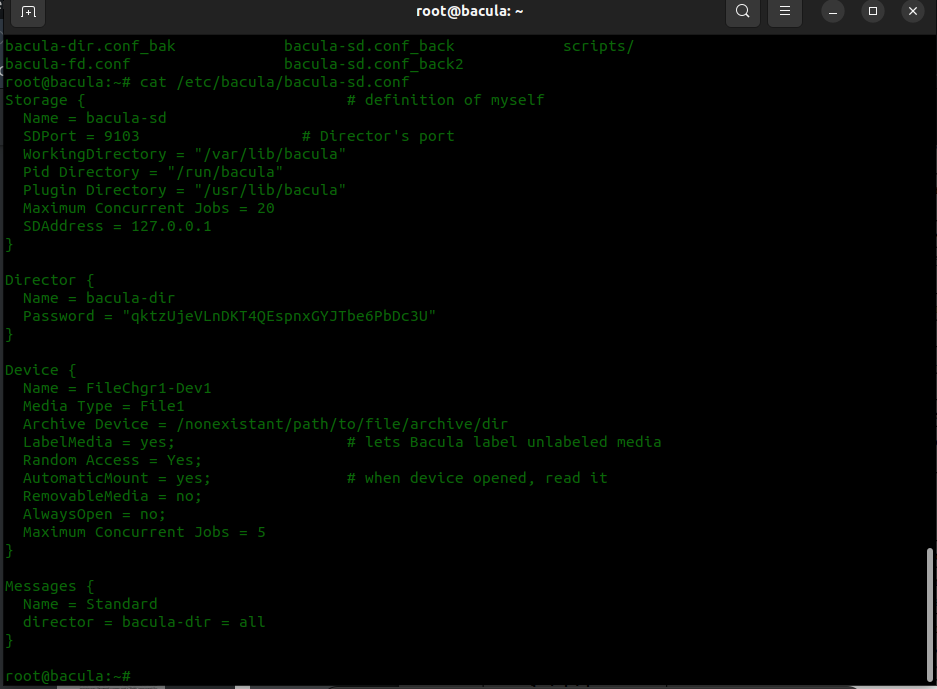 root@bacula: ~
bacula-dir.conf_bak bacula-sd.conf_back scripts/
bacula-fd.conf bacula-sd.conf_back2
root@bacula:~# cat /etc/bacula/bacula-sd.conf
Storage { # definition of myself
  Name = bacula-sd
  SDPort = 9103 # Director's port
  WorkingDirectory = "/var/lib/bacula"
  Pid Directory = "/run/bacula"
  Plugin Directory = "/usr/lib/bacula"
  Maximum Concurrent Jobs = 20
  SDAddress = 127.0.0.1
}
Director {
  Name = bacula-dir
  Password = "qktzUjeVLnDKT4QEspnxGYJTbe6PbDc3U"
}
Device {
  Name = FileChgr1-Dev1
  Media Type = File1
  Archive Device = /nonexistant/path/to/file/archive/dir
  LabelMedia = yes; # lets Bacula label unlabeled media
  Random Access = Yes;
  AutomaticMount = yes; # when device opened, read it
  RemovableMedia = no;
  AlwaysOpen = no;
  Maximum Concurrent Jobs = 5
}
Messages {
  Name = Standard
  director = bacula-dir = all
}
root@bacula:~#